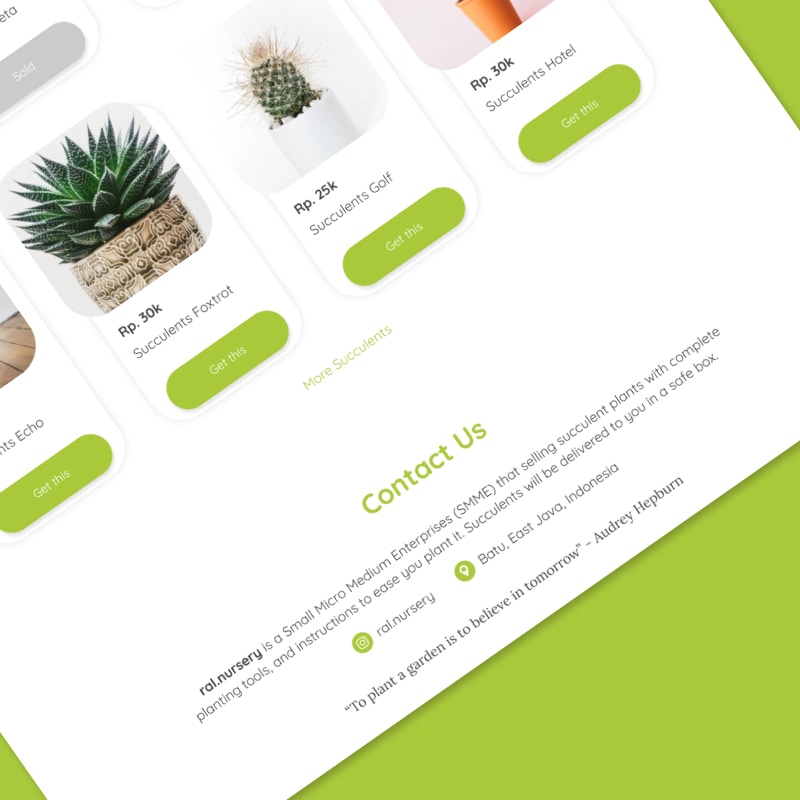 Sold
Rp. 30k
Succulents Hotel
Get this
Rp. 25k
Succulents Golf
Get this
Rp. 30k
Succulents Foxtrot
Get this
Echo
Get this
More Succulents
Contact Us
ral.nursery is a Small Micro Medium Enterprises (SMME) that selling succulent plants with complete
planting tools, and instructions to ease you plant it. Succulents will be delivered to you in a safe box.
ral.nursery
Batu, East Java, Indonesia
“To plant a garden is to believe in tomorrow” - Audrey Hepburn